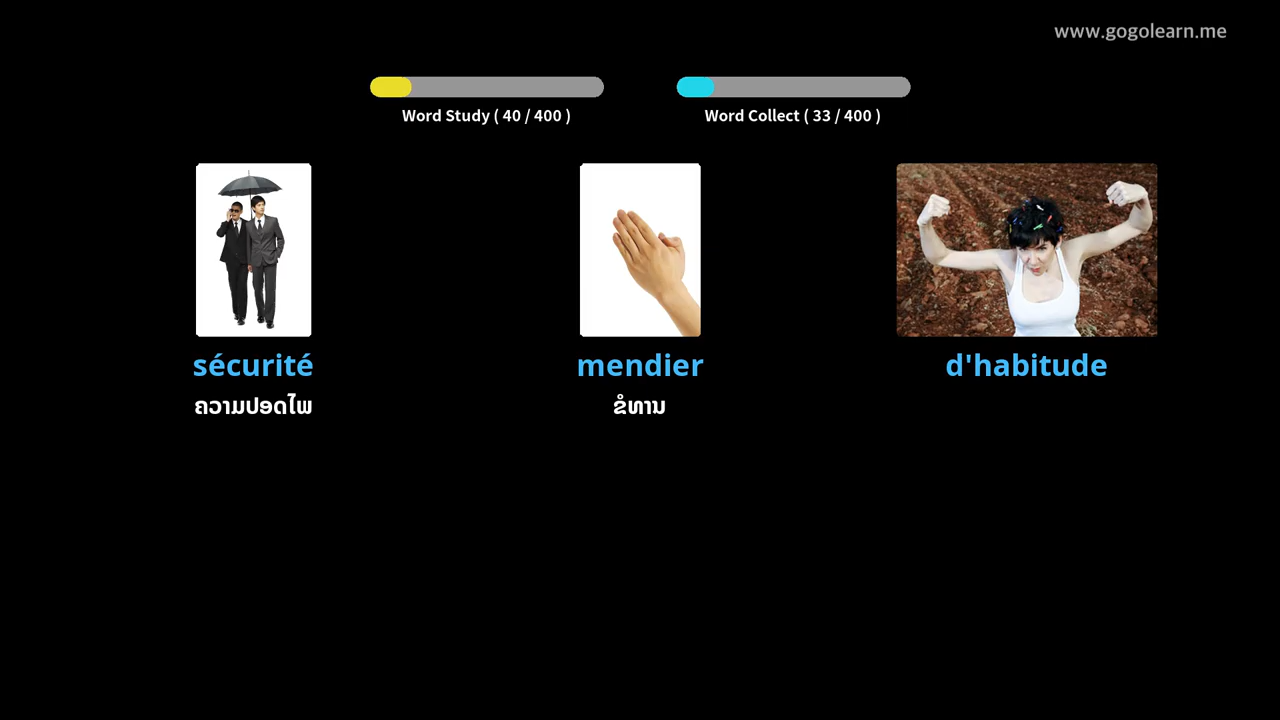 www.gogolearn.me
Word Study ( 40 / 400 )
Word Collect ( 33 / 400 )
sécurité
mendier
d'habitude
ຄວາມປອດໄພ
ຂໍທານ